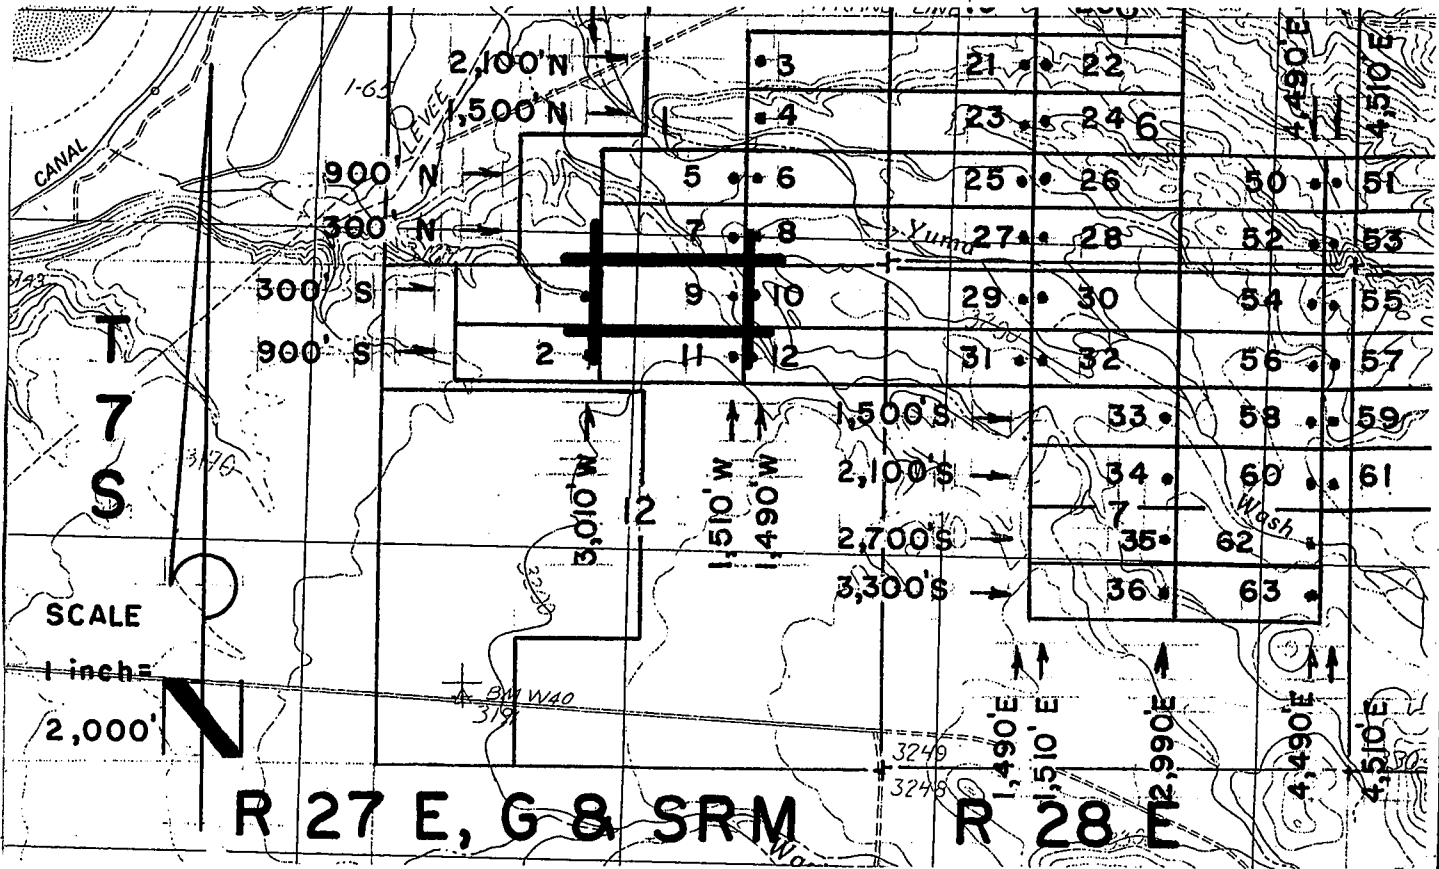 2,100' N
3
21 22
4,490' E
4,510' E
1,500' N
LEVEE
4
23 24 6
CANAL
900' N
5 6
25 26
50 51
300' N
7 8
Yuma
27 28
52 53
300' S
1
9 10
29 30
54 55
900' S
2
11 12
31 32
56 57
T
7
S
3170
3,010' W
1,510' W
1,490' W
1,500' S
33
58 59
12
2,100' S
34
60 61
7
Wash
2,700' S
35
62
3,300' S
36
63
SCALE
1 inch=
2,000'
N
BM W40
1,490' E
1,510' E
2,990' E
4,490' E
4,510' E
3249
3248
R 27 E, G & SRM
R 28 E